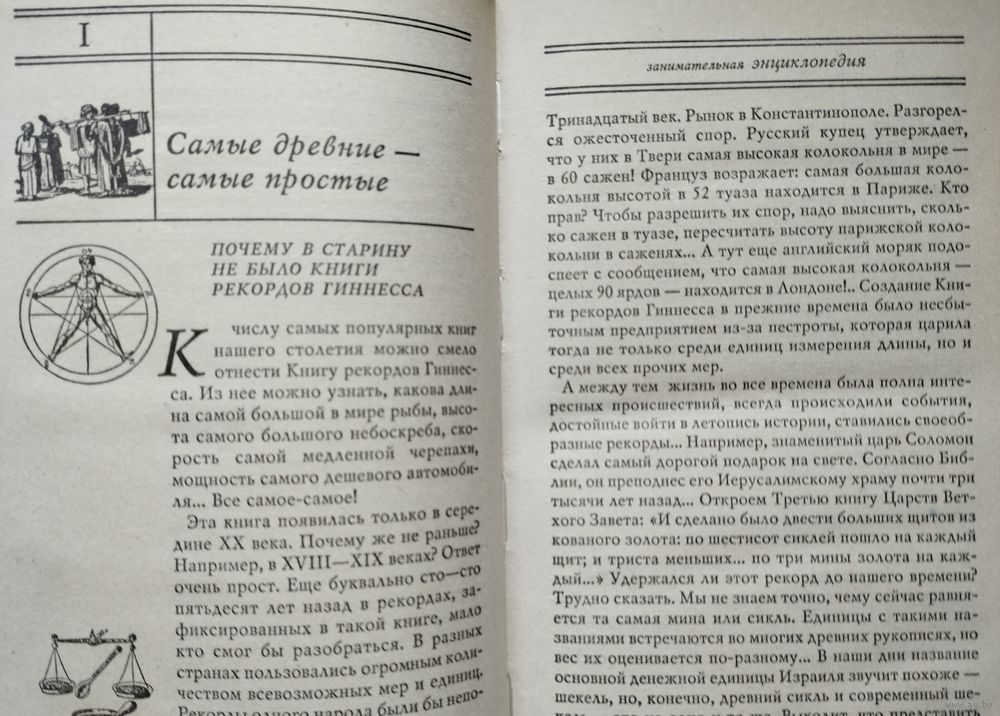 I
Самые древние —
самые простые
ПОЧЕМУ В СТАРИНУ
НЕ БЫЛО КНИГИ
РЕКОРДОВ ГИННЕССА
К числу самых популярных книг
нашего столетия можно смело
отнести Книгу рекордов Гиннес-
са. Из нее можно узнать, какова дли-
на самой большой в мире рыбы, высо-
та самого большого небоскреба, ско-
рость самой медленной черепахи,
мощность самого дешевого автомоби-
ля... Все самое-самое!
Эта книга появилась только в сере-
дине XX века. Почему же не раньше?
Например, в XVIII—XIX веках? Ответ
очень прост. Еще буквально сто—сто
пятьдесят лет назад в рекордах, за-
фиксированных в такой книге, мало
кто смог бы разобраться. В разных
странах пользовались огромным коли-
чеством всевозможных мер и единиц.
Рекорды одного народа были бы непо-
занимательная энциклопедия
Тринадцатый век. Рынок в Константинополе. Разгорел-
ся ожесточенный спор. Русский купец утверждает,
что у них в Твери самая высокая колокольня в мире —
в 60 сажен! Француз возражает: самая большая коло-
кольня высотой в 52 туаза находится в Париже. Кто
прав? Чтобы разрешить их спор, надо выяснить, сколь-
ко сажен в туазе, пересчитать высоту парижской коло-
кольни в саженях... А тут еще английский моряк подо-
спеет с сообщением, что самая высокая колокольня —
целых 90 ярдов — находится в Лондоне!.. Создание Кни-
ги рекордов Гиннесса в прежние времена было несбы-
точным предприятием из-за пестроты, которая царила
тогда не только среди единиц измерения длины, но и
среди всех прочих мер.
А между тем жизнь во все времена была полна инте-
ресных происшествий, всегда происходили события,
достойные войти в летопись истории, ставились своеоб-
разные рекорды... Например, знаменитый царь Соломон
сделал самый дорогой подарок на свете. Согласно Биб-
лии, он преподнес его Иерусалимскому храму почти три
тысячи лет назад... Откроем Третью книгу Царств Вет-
хого Завета: «И сделано было двести больших щитов из
кованого золота: по шестисот сиклей пошло на каждый
щит; и триста меньших... по три мины золота на каж-
дый...» Удержался ли этот рекорд до нашего времени?
Трудно сказать. Мы не знаем точно, чему сейчас равня-
ется та самая мина или сикль. Единицы с такими на-
званиями встречаются во многих древних рукописях, но
вес их оценивается по-разному... В наши дни название
основной денежной единицы Израиля звучит похоже —
шекель, но, конечно, древний сикль и современный ше-
www.ay.by